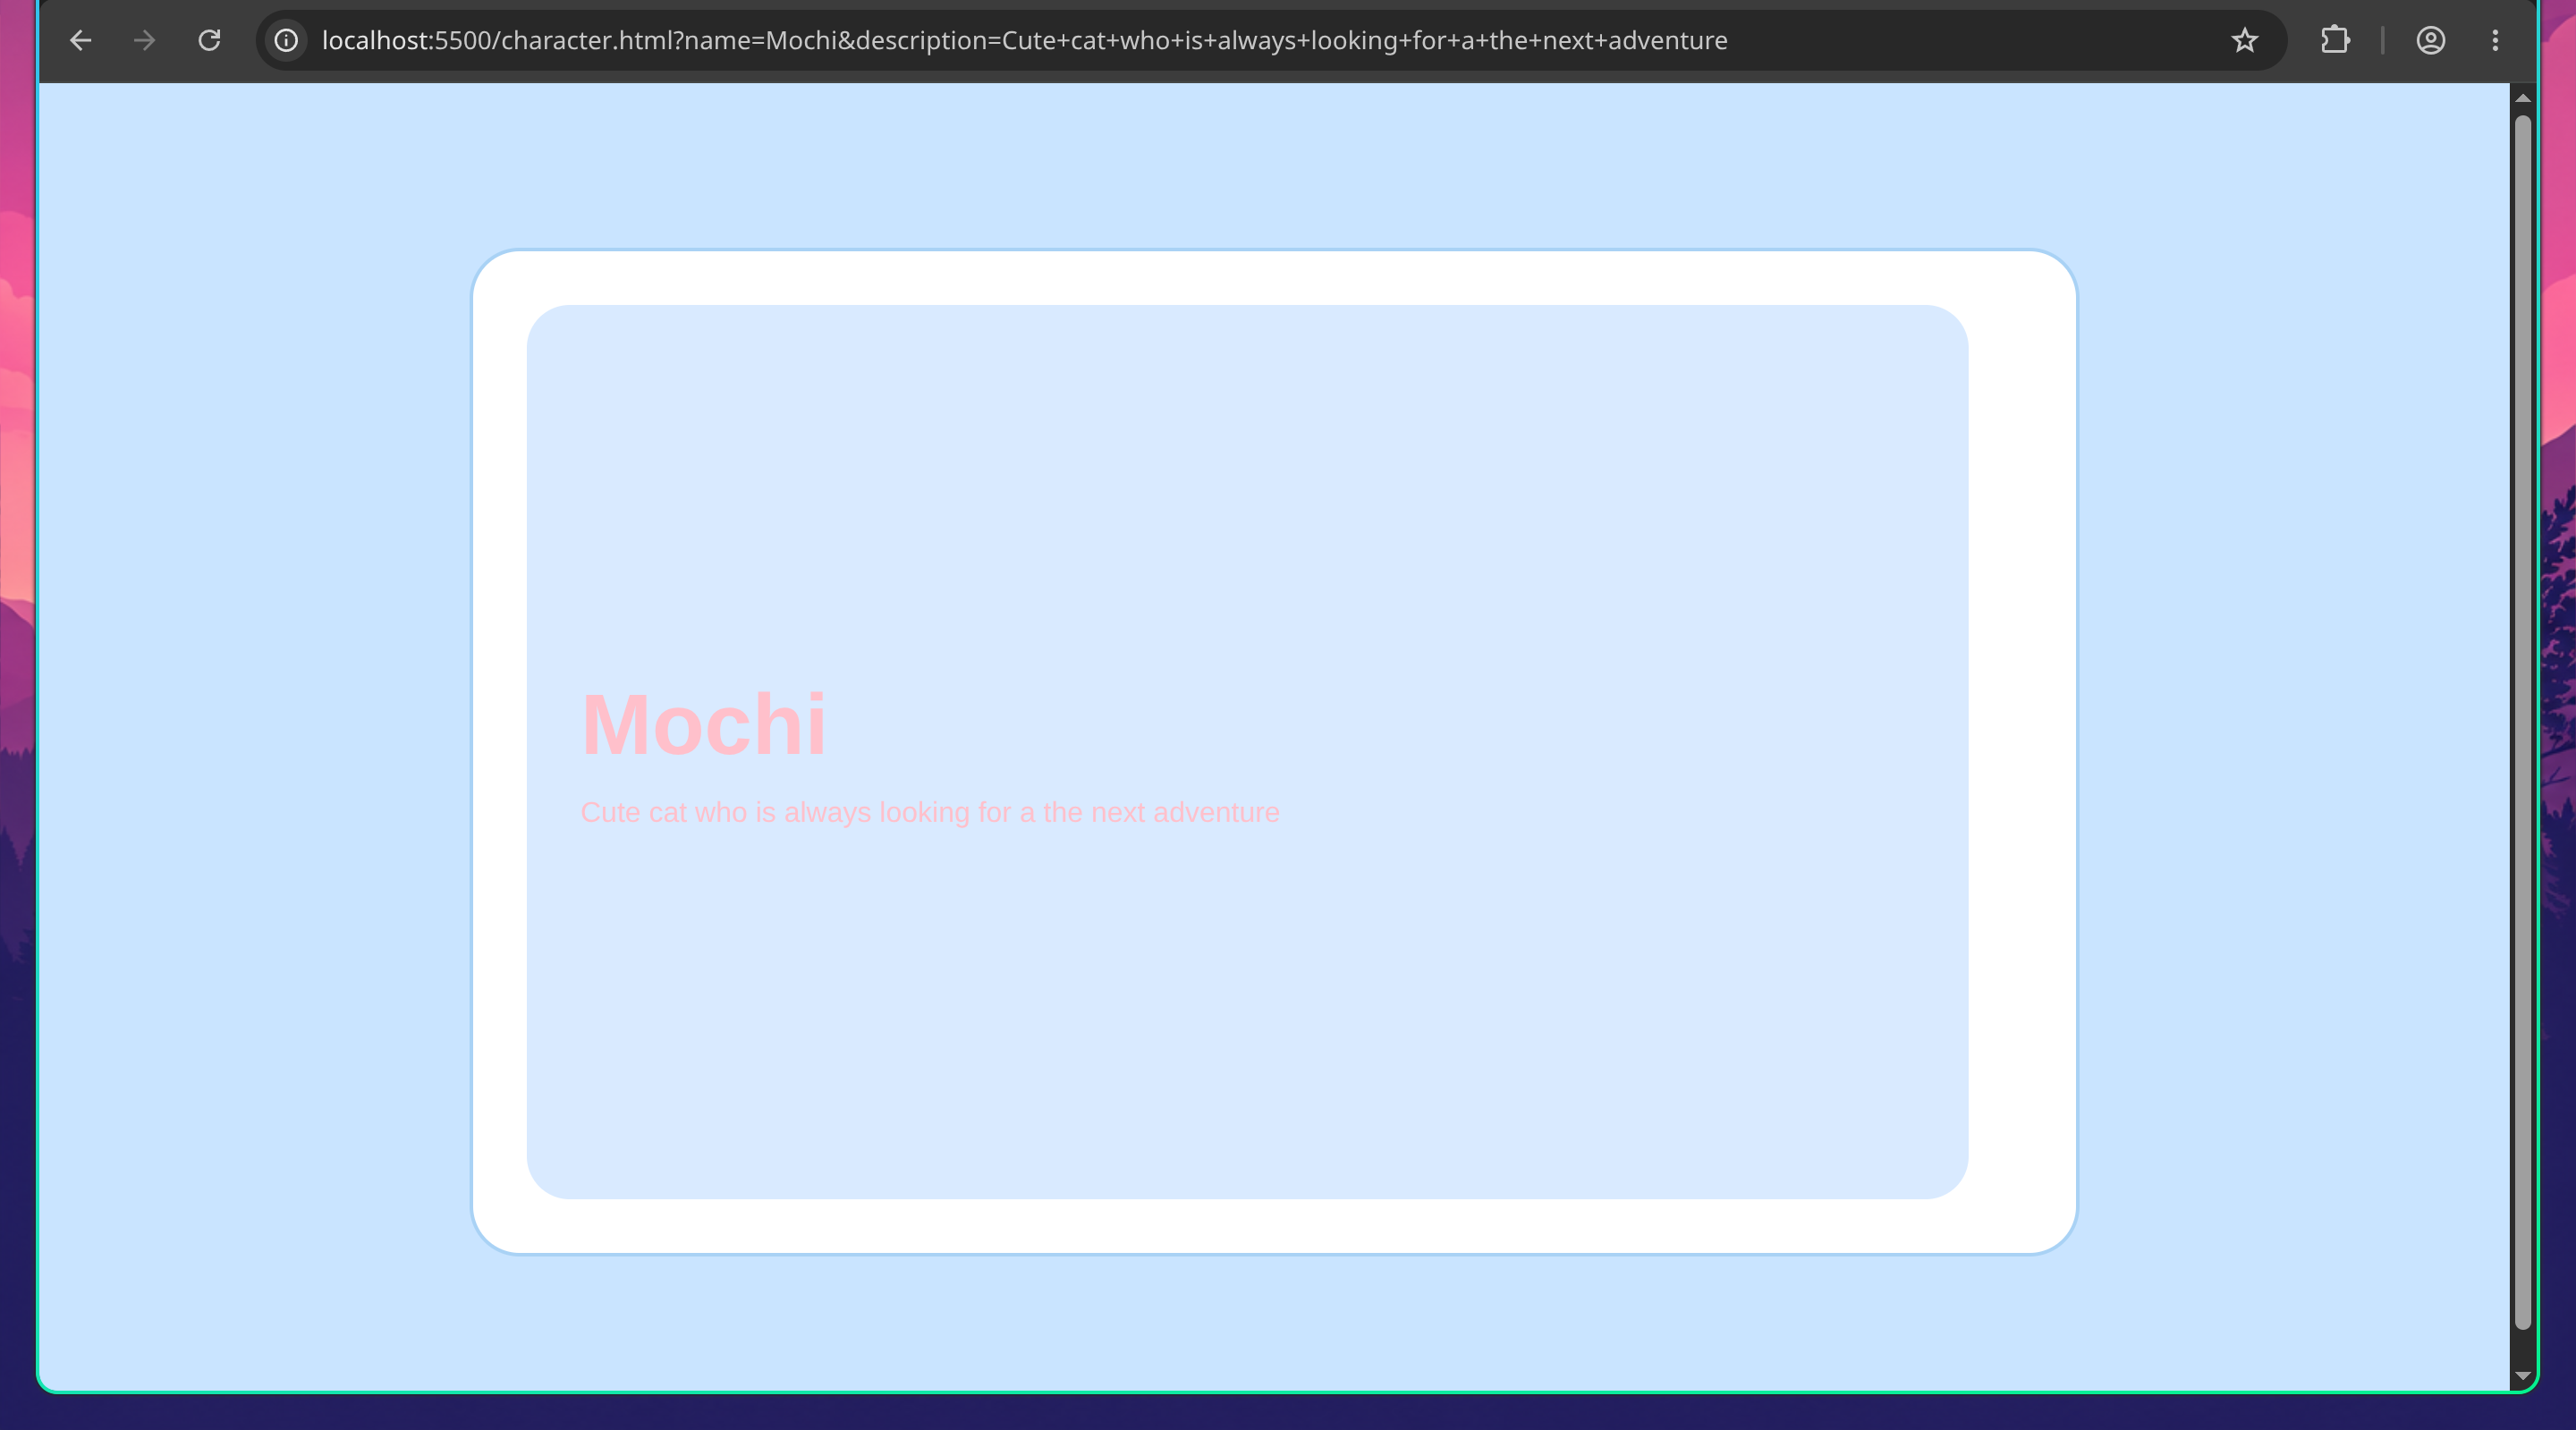 localhost:5500/character.html?name=Mochi&description=Cute+cat+who+is+always+looking+for+a+the+next+adventure
Mochi
Cute cat who is always looking for a the next adventure